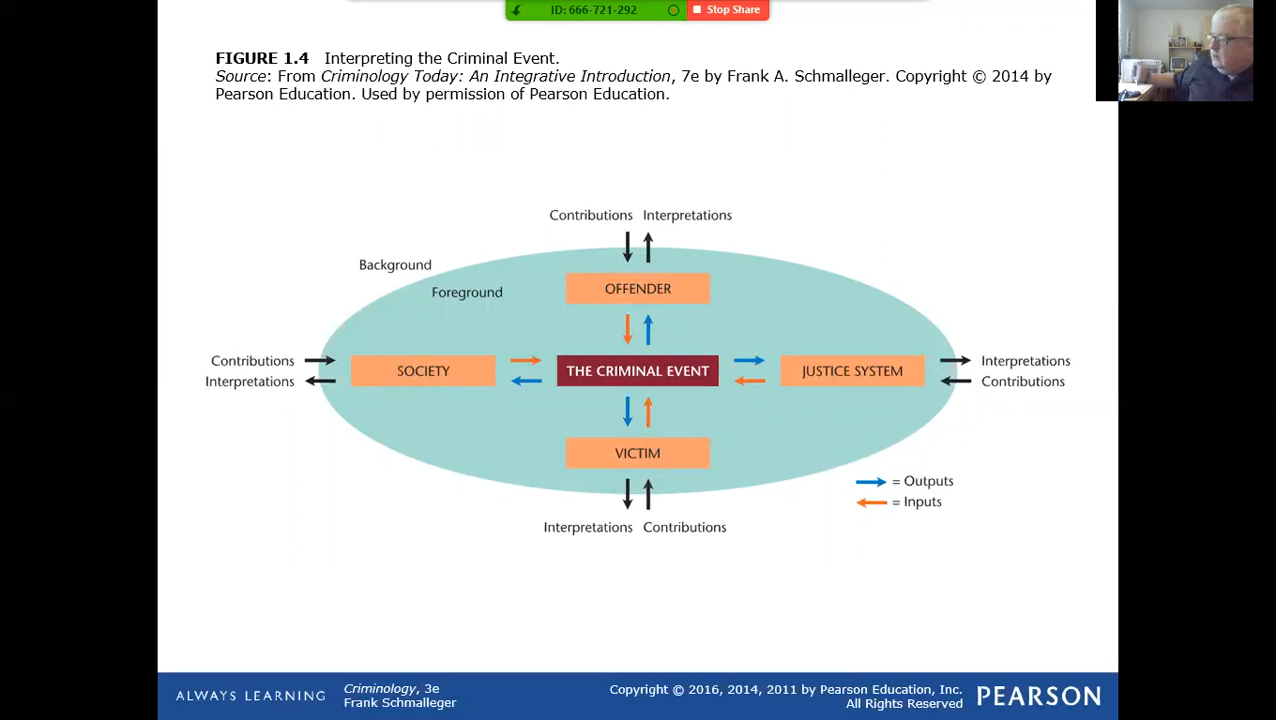 ID: 666-721-292
Stop Share
FIGURE 1.4 Interpreting the Criminal Event.
Source: From Criminology Today: An Integrative Introduction, 7e by Frank A. Schmalleger. Copyright © 2014 by
Pearson Education. Used by permission of Pearson Education.
Contributions Interpretations
Background
Foreground
OFFENDER
Contributions
Interpretations
SOCIETY
THE CRIMINAL EVENT
JUSTICE SYSTEM
Interpretations
Contributions
VICTIM
= Outputs
= Inputs
Interpretations Contributions
ALWAYS LEARNING
Criminology, 3e
Frank Schmalleger
Copyright © 2016, 2014, 2011 by Pearson Education, Inc.
All Rights Reserved
PEARSON